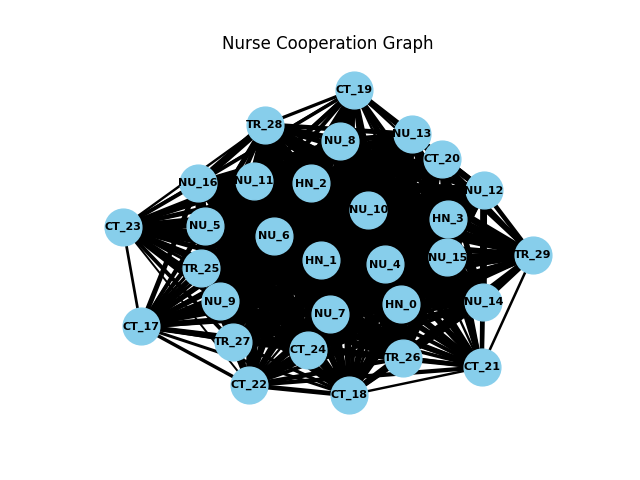 Nurse Cooperation Graph
CT_19
TR_28
NU_13
NU_8
CT_20
NU_16
NU_11
HN_2
NU_12
NU_10
HN_3
CT_23
NU_5
NU_6
TR_29
NU_15
HN_1
NU_4
TR_25
NU_9
HN_0
NU_14
NU_7
CT_17
TR_27
CT_24
TR_26
CT_21
CT_22
CT_18